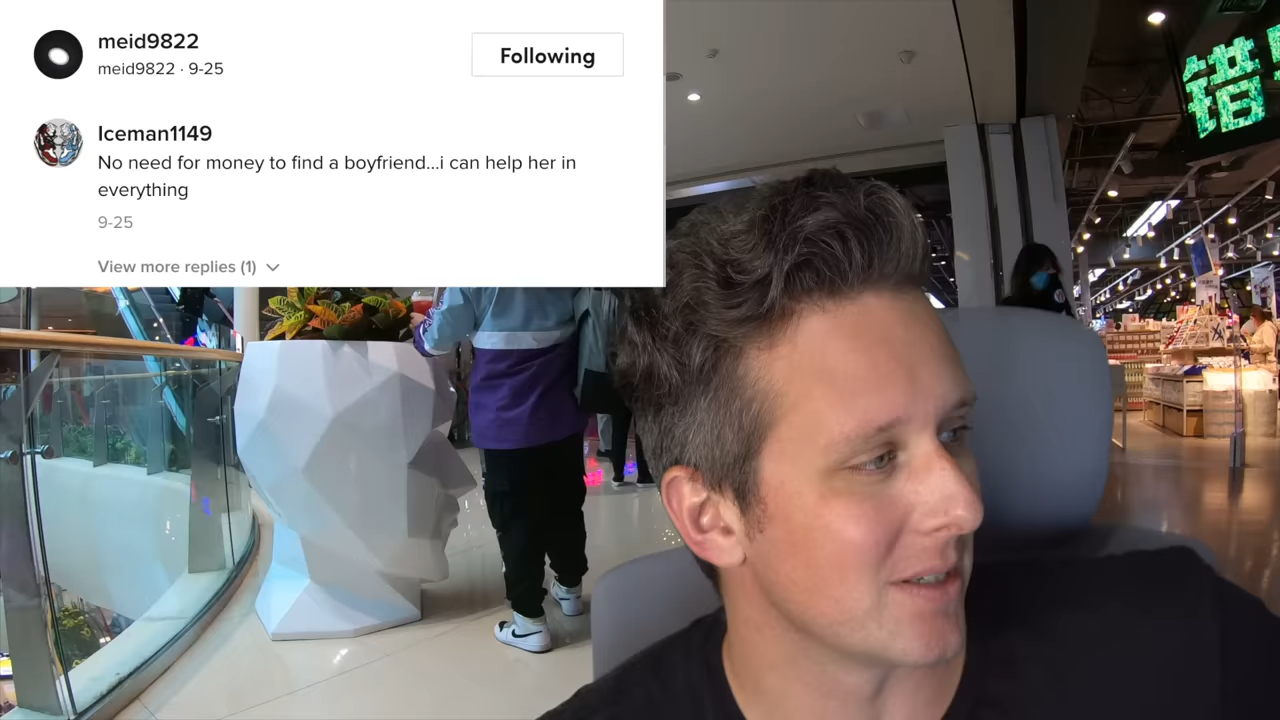 meid9822
meid9822 · 9-25
Following
Iceman1149
No need for money to find a boyfriend...i can help her in
everything
9-25
View more replies (1)
错